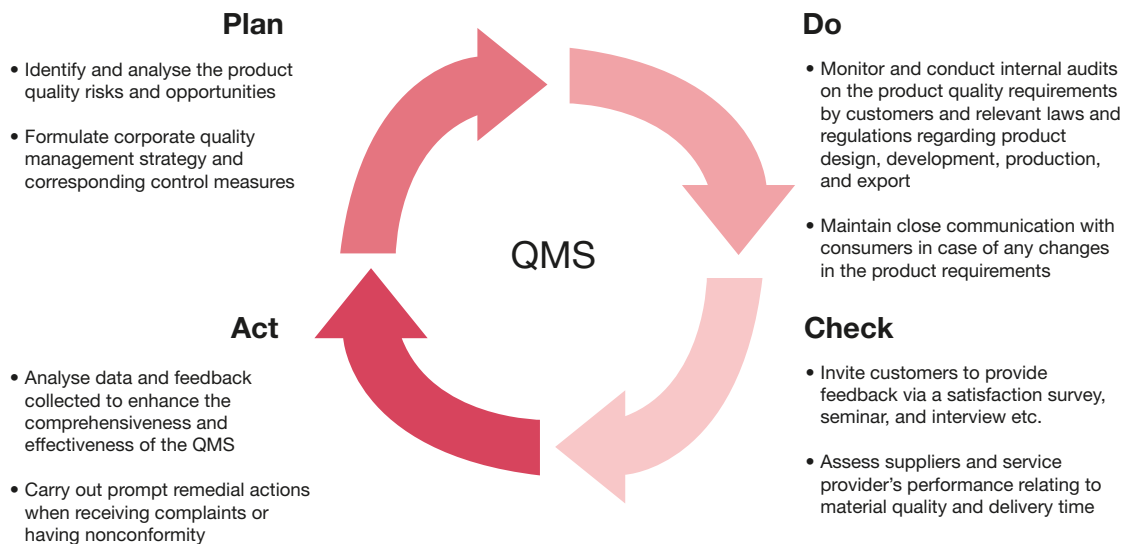 Plan
• Identify and analyse the product
quality risks and opportunities
• Formulate corporate quality
management strategy and
corresponding control measures
Do
• Monitor and conduct internal audits
on the product quality requirements
by customers and relevant laws and
regulations regarding product
design, development, production,
and export
• Maintain close communication with
consumers in case of any changes
in the product requirements
QMS
Act
• Analyse data and feedback
collected to enhance the
comprehensiveness and
effectiveness of the QMS
• Carry out prompt remedial actions
when receiving complaints or
having nonconformity
Check
• Invite customers to provide
feedback via a satisfaction survey,
seminar, and interview etc.
• Assess suppliers and service
provider's performance relating to
material quality and delivery time